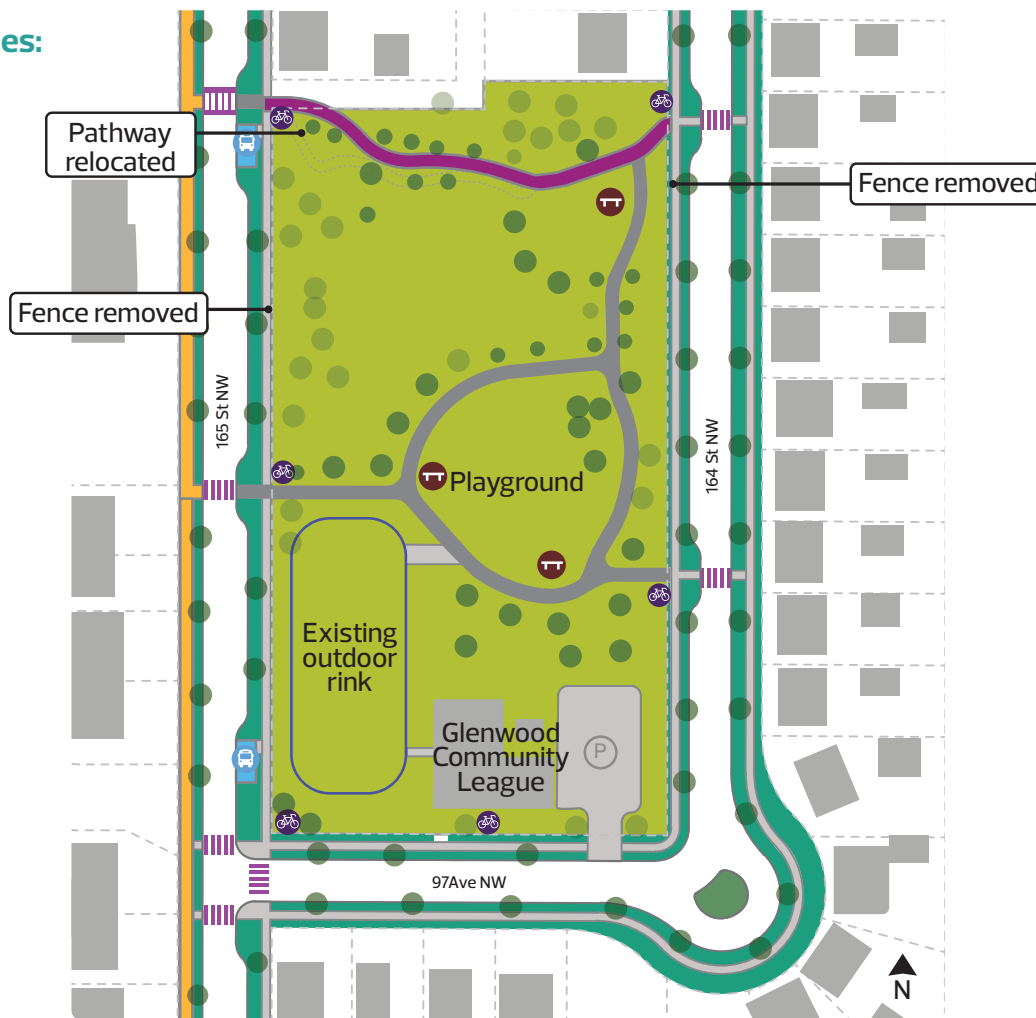 es:
Pathway
relocated
Fence removed
Fence removed
165 St NW
164 St NW
Playground
Existing
outdoor
rink
Glenwood
Community
League
P
97Ave NW
N